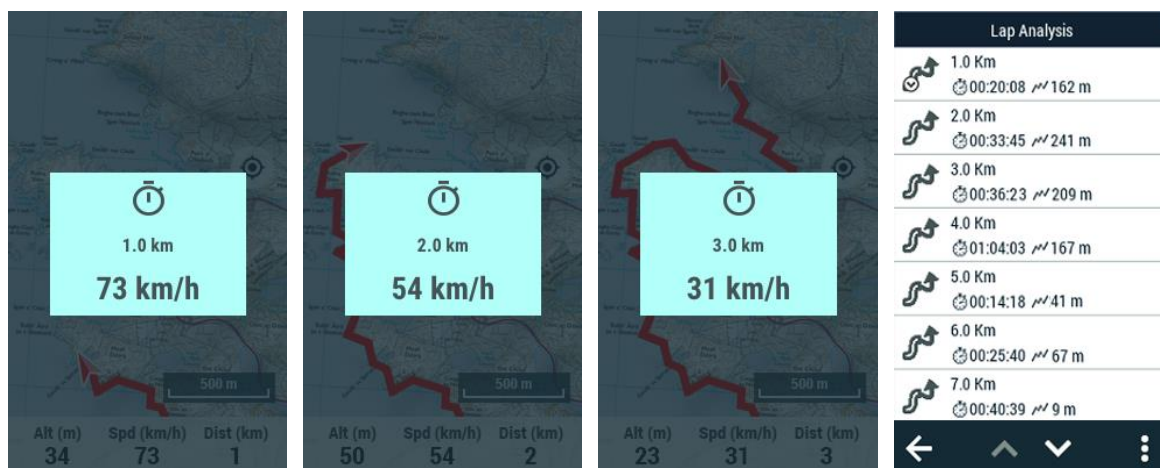 1.0 km
73 km/h
500 m
Alt (m) Spd (km/h) Dist (km)
34 73 1
2.0 km
54 km/h
500 m
Alt (m) Spd (km/h) Dist (km)
50 54 2
3.0 km
31 km/h
500 m
Alt (m) Spd (km/h) Dist (km)
23 31 3
Lap Analysis
1.0 Km
00:20:08 162 m
2.0 Km
00:33:45 241 m
3.0 Km
00:36:23 209 m
4.0 Km
01:04:03 167 m
5.0 Km
00:14:18 41 m
6.0 Km
00:25:40 67 m
7.0 Km
00:40:39 9 m